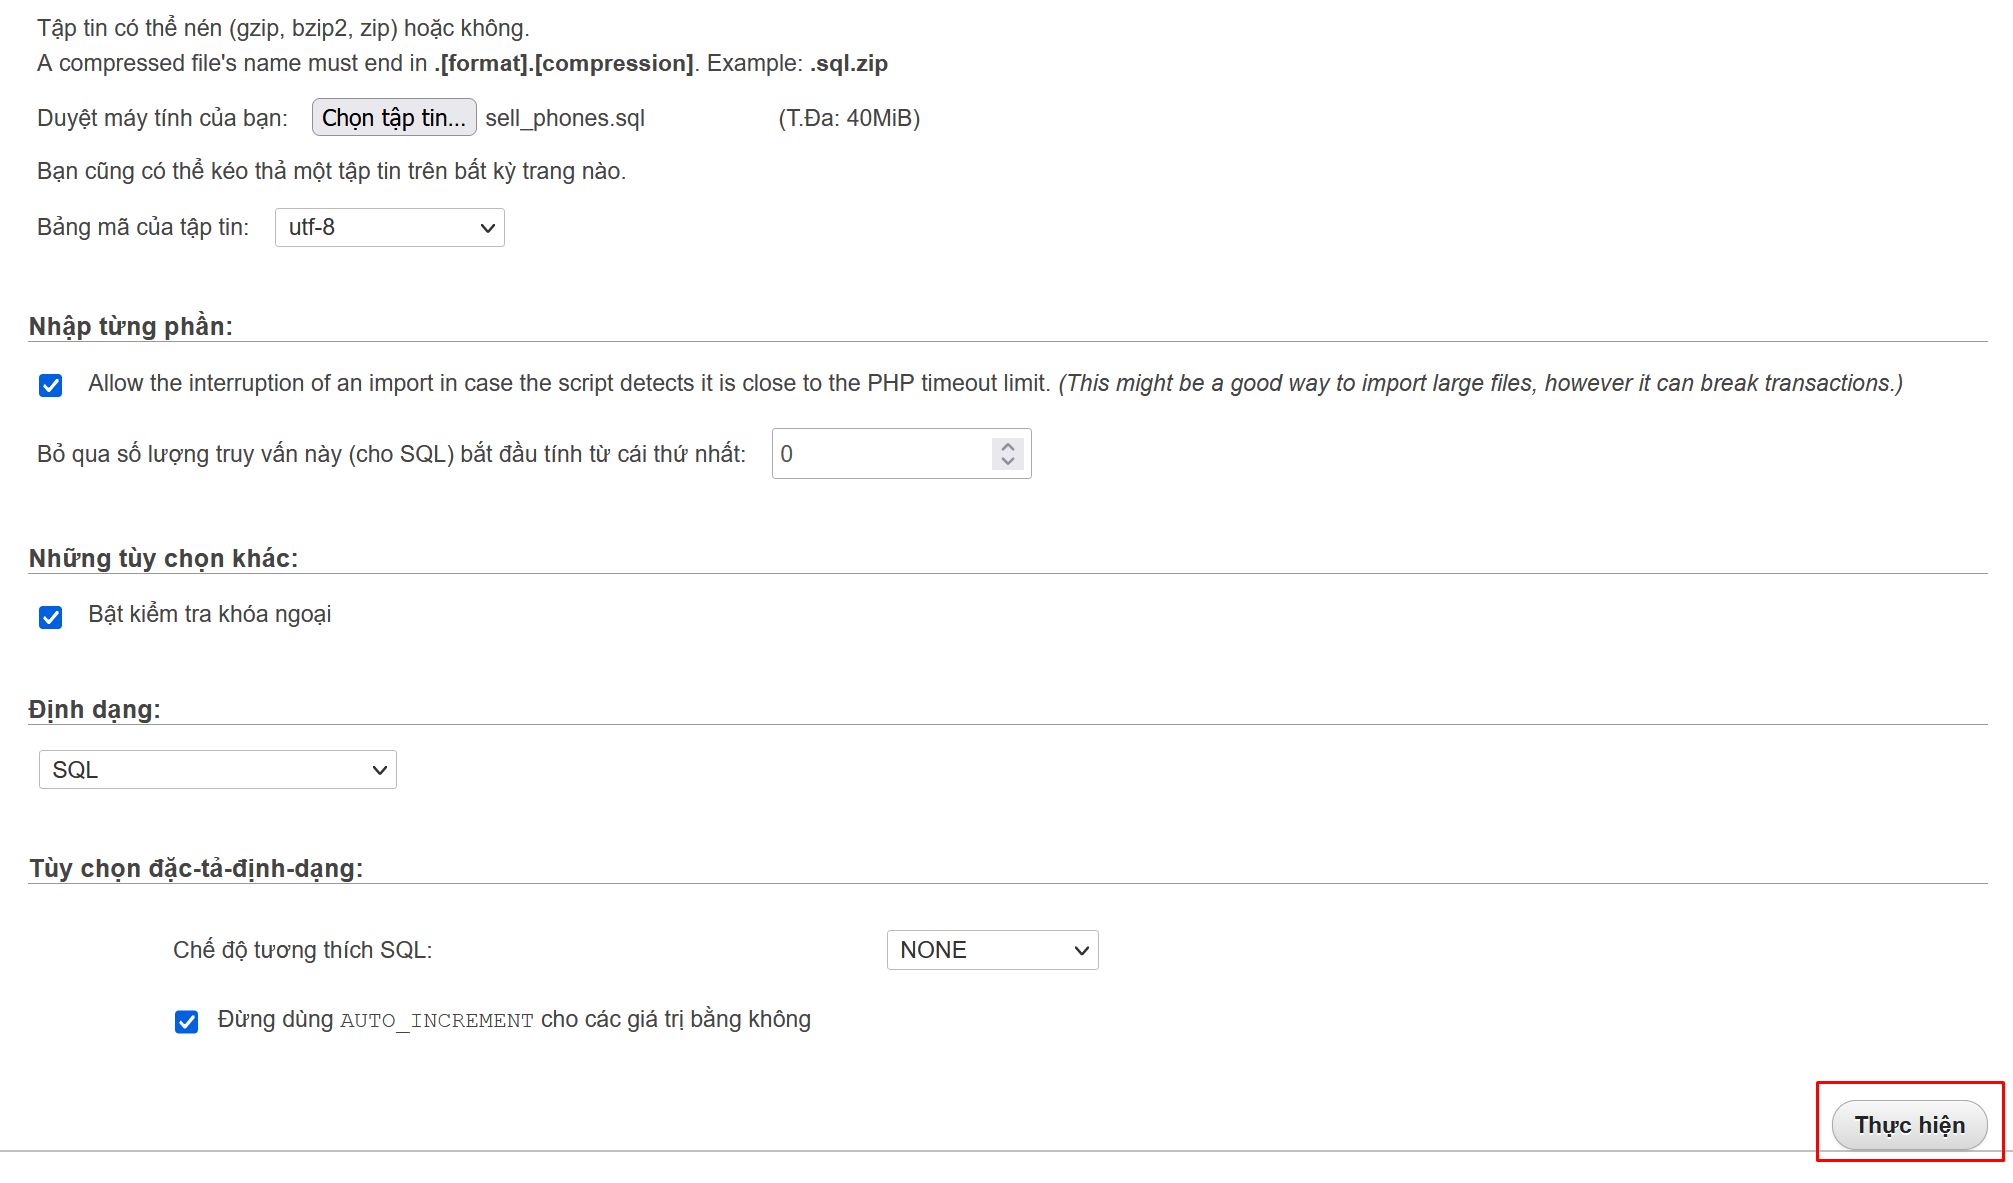 Tập tin có thể nén (gzip, bzip2, zip) hoặc không.
A compressed file's name must end in .[format].[compression]. Example: .sql.zip
Duyệt máy tính của bạn: Chọn tập tin... sell_phones.sql (T.Đa: 40MiB)
Bạn cũng có thể kéo thả một tập tin trên bất kỳ trang nào.
Bảng mã của tập tin: utf-8
Nhập từng phần:
Allow the interruption of an import in case the script detects it is close to the PHP timeout limit. (This might be a good way to import large files, however it can break transactions.)
Bỏ qua số lượng truy vấn này (cho SQL) bắt đầu tính từ cái thứ nhất: 0
Những tùy chọn khác:
Bật kiểm tra khóa ngoại
Định dạng:
SQL
Tùy chọn đặc-tả-định-dạng:
Chế độ tương thích SQL: NONE
Đừng dùng AUTO_INCREMENT cho các giá trị bằng không
Thực hiện